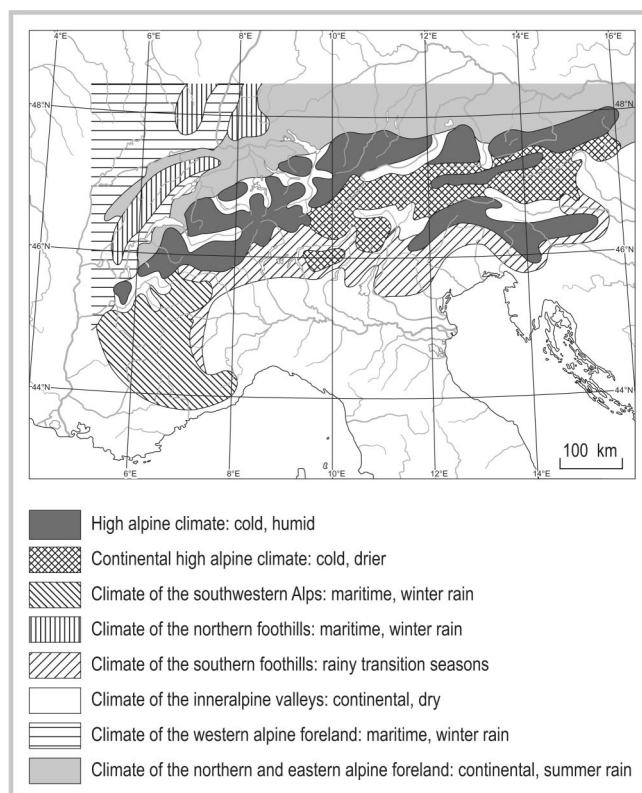 4°E 6°E 8°E 10°E 12°E 14°E 16°E
48°N 48°N
46°N 46°N
44°N 44°N
100 km
6°E 8°E 10°E 12°E 14°E
High alpine climate: cold, humid
Continental high alpine climate: cold, drier
Climate of the southwestern Alps: maritime, winter rain
Climate of the northern foothills: maritime, winter rain
Climate of the southern foothills: rainy transition seasons
Climate of the inneralpine valleys: continental, dry
Climate of the western alpine foreland: maritime, winter rain
Climate of the northern and eastern alpine foreland: continental, summer rain